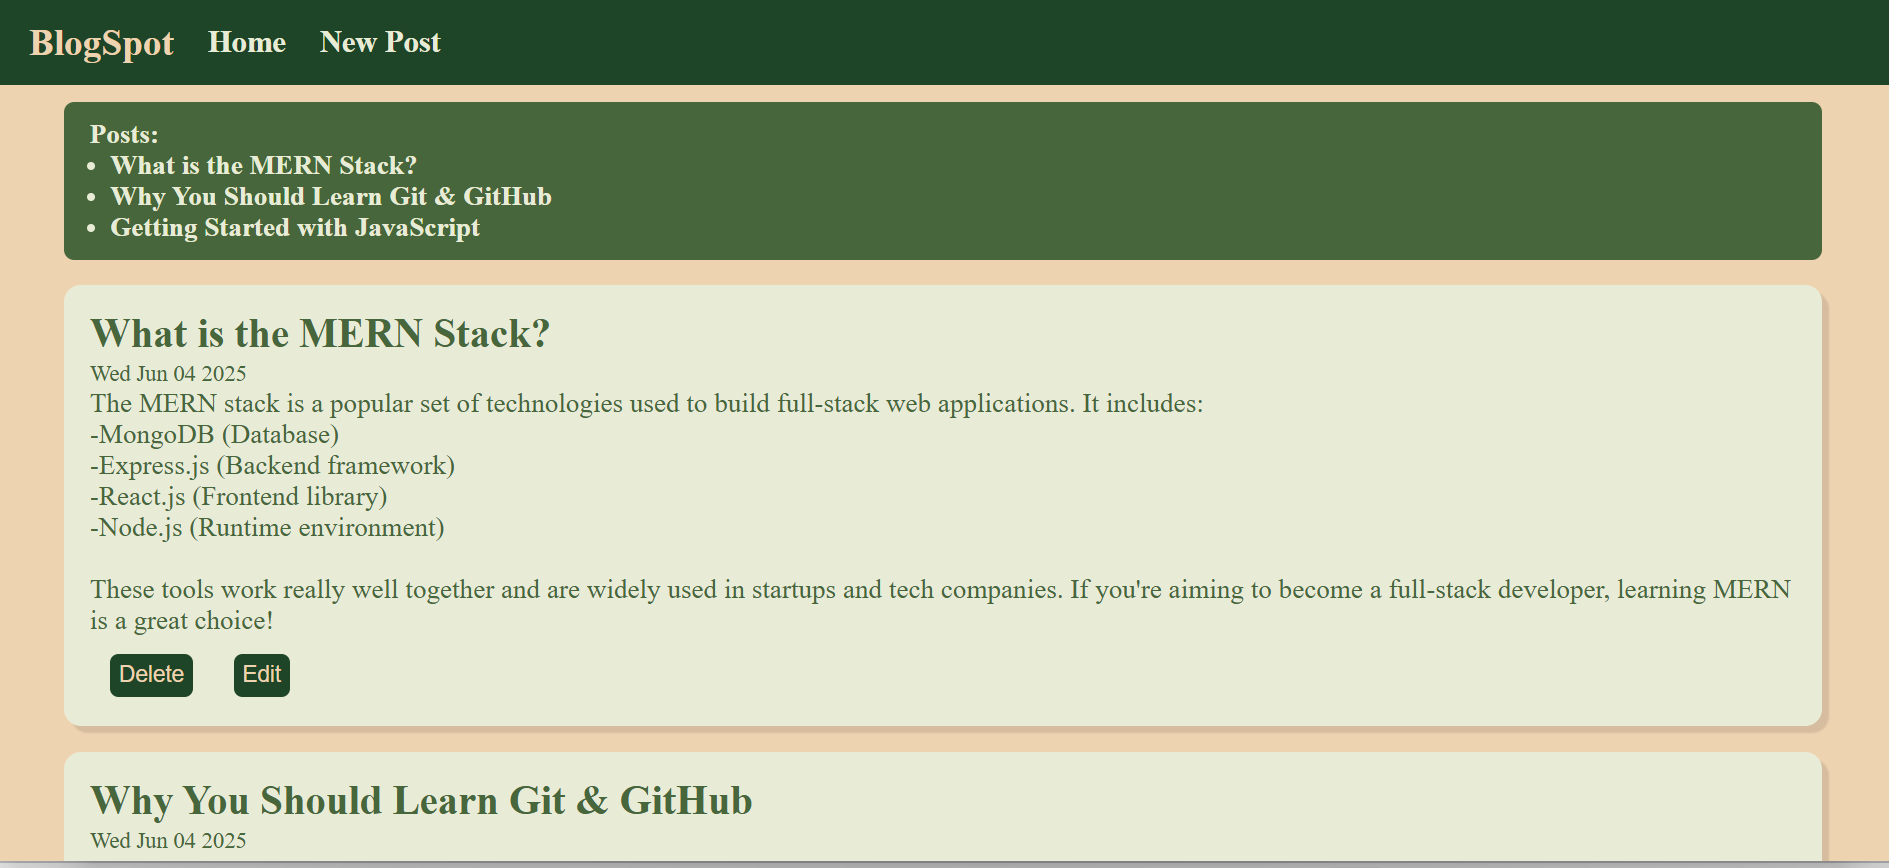 BlogSpot Home New Post
Posts:
• What is the MERN Stack?
• Why You Should Learn Git & GitHub
• Getting Started with JavaScript
What is the MERN Stack?
Wed Jun 04 2025
The MERN stack is a popular set of technologies used to build full-stack web applications. It includes:
-MongoDB (Database)
-Express.js (Backend framework)
-React.js (Frontend library)
-Node.js (Runtime environment)
These tools work really well together and are widely used in startups and tech companies. If you're aiming to become a full-stack developer, learning MERN
is a great choice!
Delete Edit
Why You Should Learn Git & GitHub
Wed Jun 04 2025